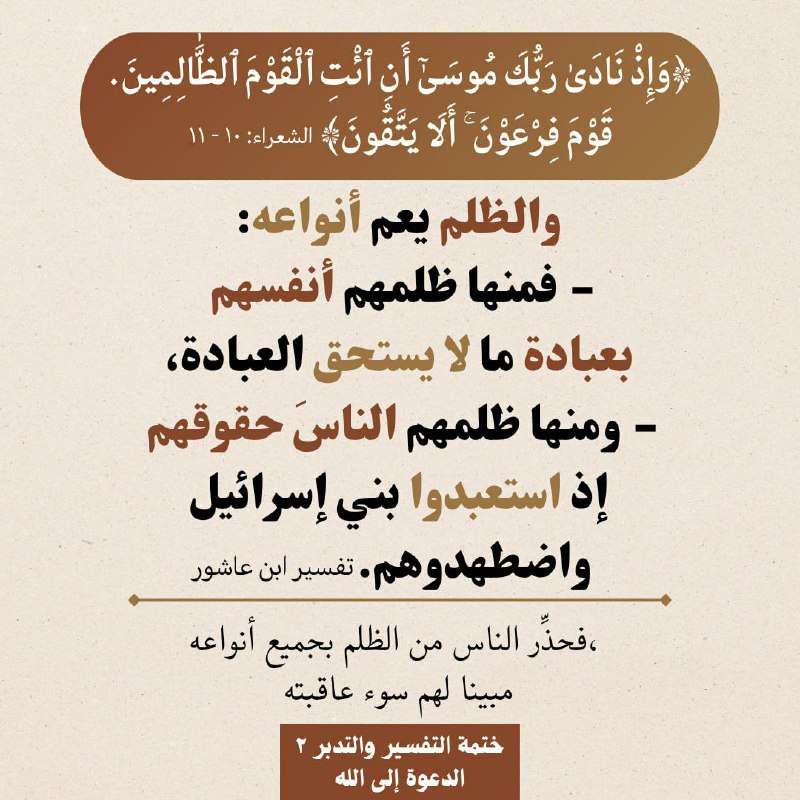 ﴿وَإِذْ نَادَىٰ رَبُّكَ مُوسَىٰٓ أَنِ ٱئْتِ ٱلْقَوْمَ ٱلظَّٰلِمِينَ.
قَوْمَ فِرْعَوْنَ ۚ أَلَا يَتَّقُونَ﴾ الشعراء: ١٠ - ١١
والظلم يعم أنواعه:
- فمنها ظلمهم أنفسهم
بعبادة ما لا يستحق العبادة،
- ومنها ظلمهم الناسَ حقوقهم
إذ استعبدوا بني إسرائيل
واضطهدوهم. تفسير ابن عاشور
،فحذِّر الناس من الظلم بجميع أنواعه
مبينا لهم سوء عاقبته
ختمة التفسير والتدبر ٢
الدعوة إلى الله